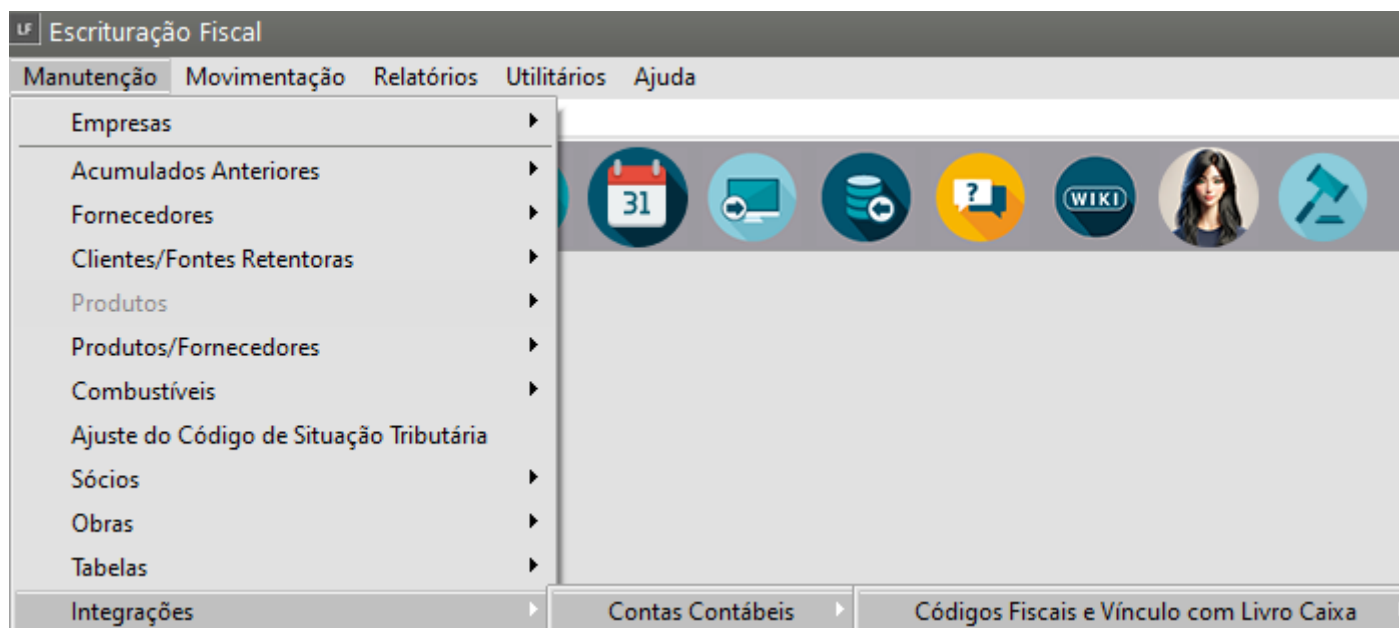 LF Escrituração Fiscal
Manutenção Movimentação Relatórios Utilitários Ajuda
Empresas
Acumulados Anteriores
31 ? WIKI
Fornecedores
Clientes/Fontes Retentoras
Produtos
Produtos/Fornecedores
Combustíveis
Ajuste do Código de Situação Tributária
Sócios
Obras
Tabelas
Integrações Contas Contábeis Códigos Fiscais e Vínculo com Livro Caixa